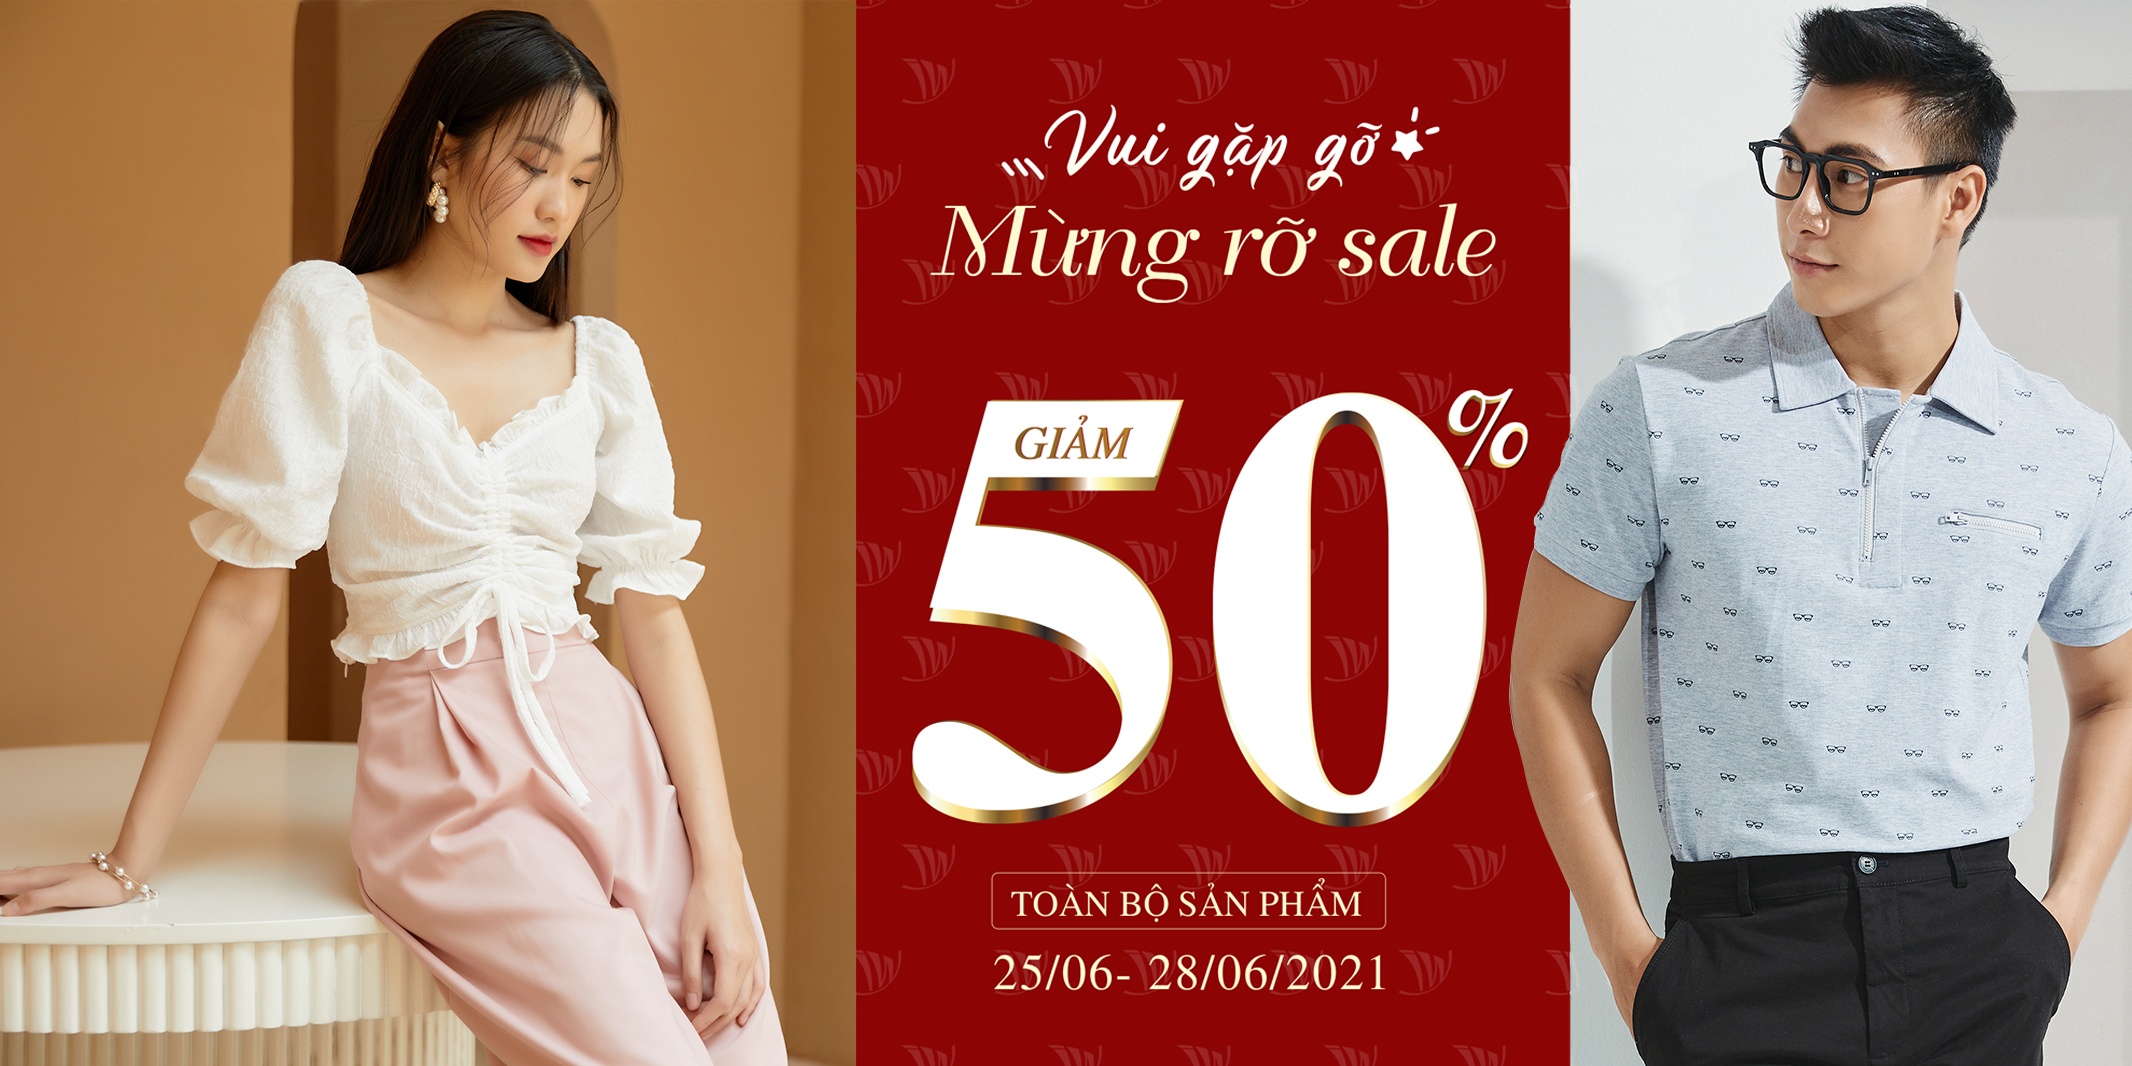 Vui gặp gỡ
Mừng rỡ sale
GIẢM
50%
TOÀN BỘ SẢN PHẨM
25/06- 28/06/2021